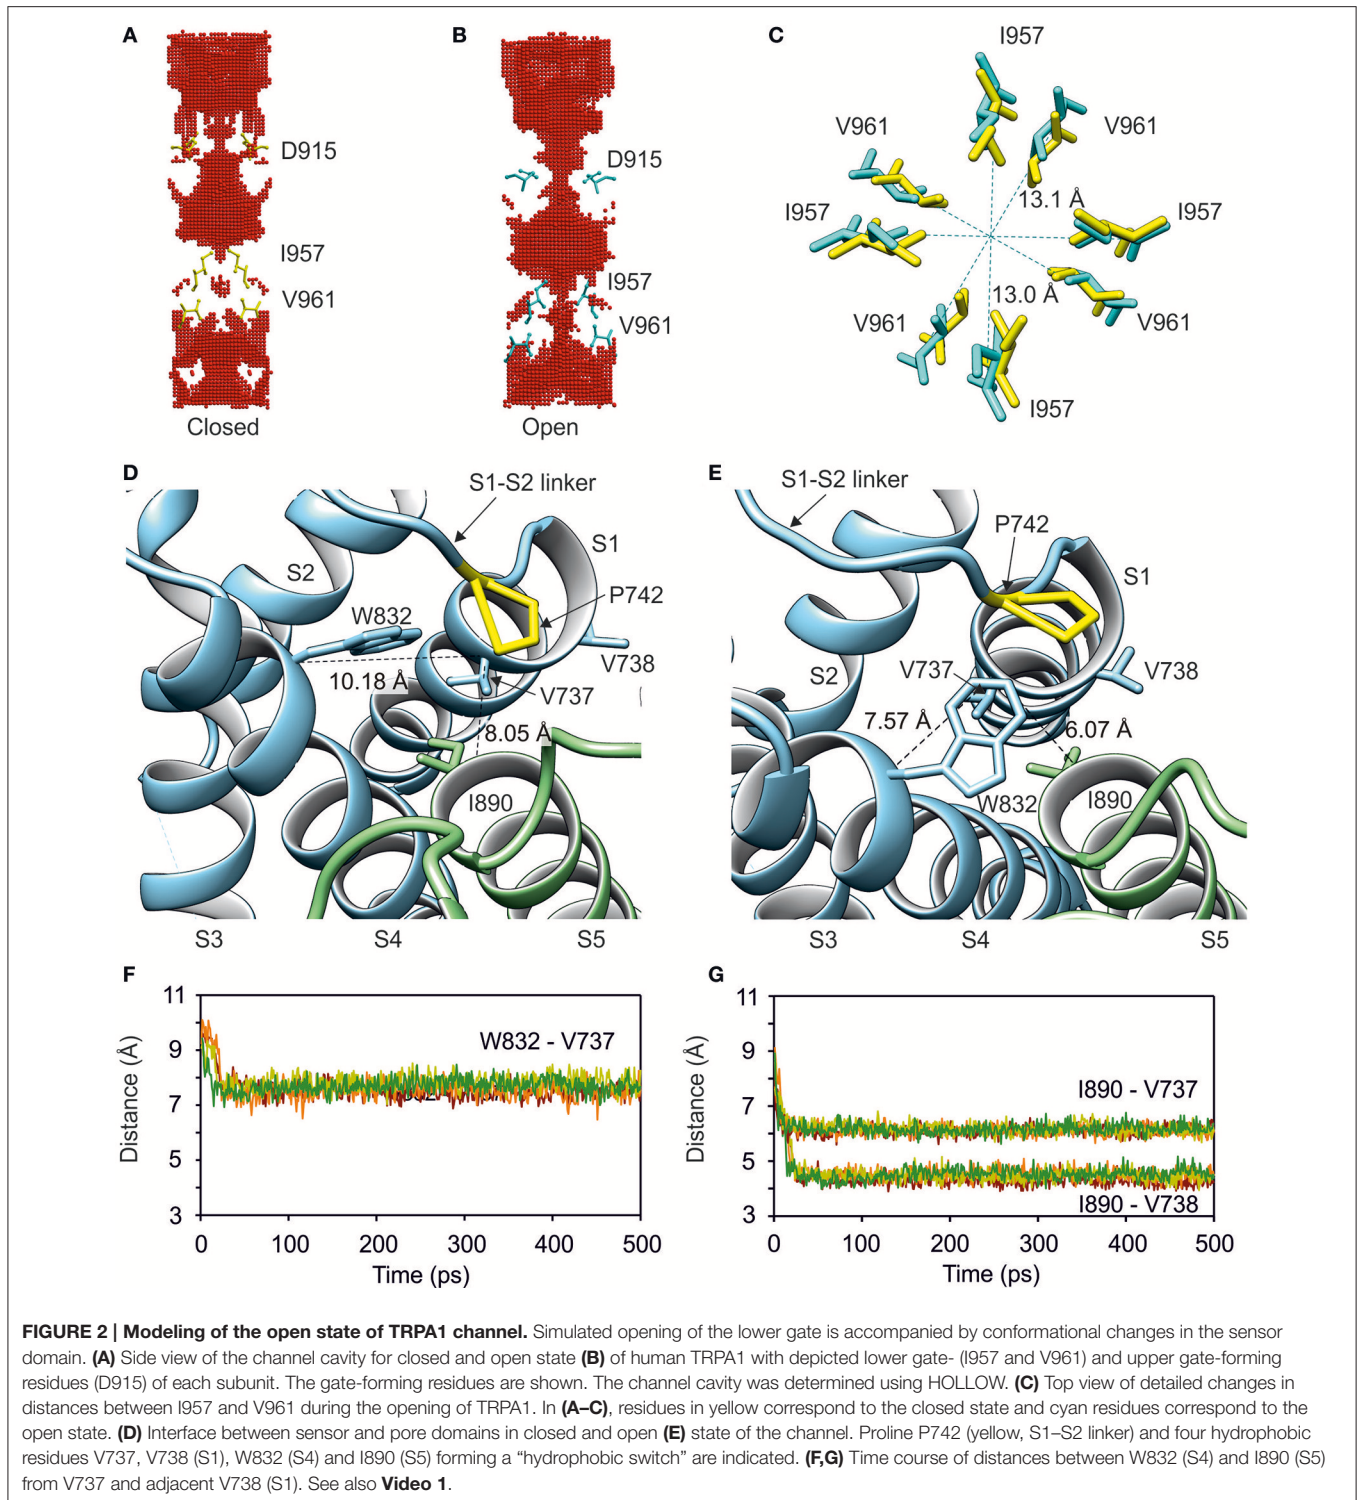 A
B
C
D915
I957
V961
Closed
D915
I957
V961
Open
I957
V961
V961
I957
13.1 Å
I957
13.0 Å
V961
V961
I957
D
S1-S2 linker
S1
S2
P742
W832
V738
10.18 Å
V737
8.05 Å
I890
S3
S4
S5
E
S1-S2 linker
P742
S1
V737
S2
V738
7.57 Å
6.07 Å
W832
I890
S3
S4
S5
F
11
9
7
5
3
Distance (Å)
W832 - V737
0
100
200
300
400
500
Time (ps)
G
11
9
7
5
3
Distance (Å)
I890 - V737
I890 - V738
0
100
200
300
400
500
Time (ps)
FIGURE 2 | Modeling of the open state of TRPA1 channel. Simulated opening of the lower gate is accompanied by conformational changes in the sensor
domain. (A) Side view of the channel cavity for closed and open state (B) of human TRPA1 with depicted lower gate- (I957 and V961) and upper gate-forming
residues (D915) of each subunit. The gate-forming residues are shown. The channel cavity was determined using HOLLOW. (C) Top view of detailed changes in
distances between I957 and V961 during the opening of TRPA1. In (A–C), residues in yellow correspond to the closed state and cyan residues correspond to the
open state. (D) Interface between sensor and pore domains in closed and open (E) state of the channel. Proline P742 (yellow, S1–S2 linker) and four hydrophobic
residues V737, V738 (S1), W832 (S4) and I890 (S5) forming a “hydrophobic switch” are indicated. (F,G) Time course of distances between W832 (S4) and I890 (S5)
from V737 and adjacent V738 (S1). See also Video 1.